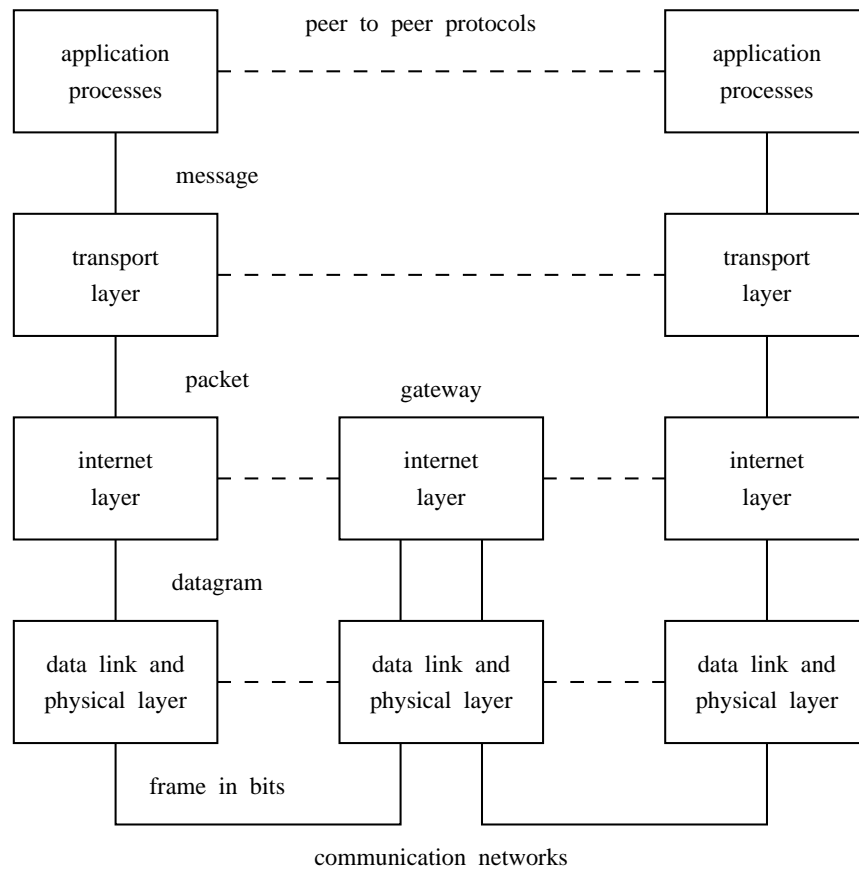 peer to peer protocols
application
processes
application
processes
message
transport
layer
transport
layer
packet
gateway
internet
layer
internet
layer
internet
layer
datagram
data link and
physical layer
data link and
physical layer
data link and
physical layer
frame in bits
communication networks